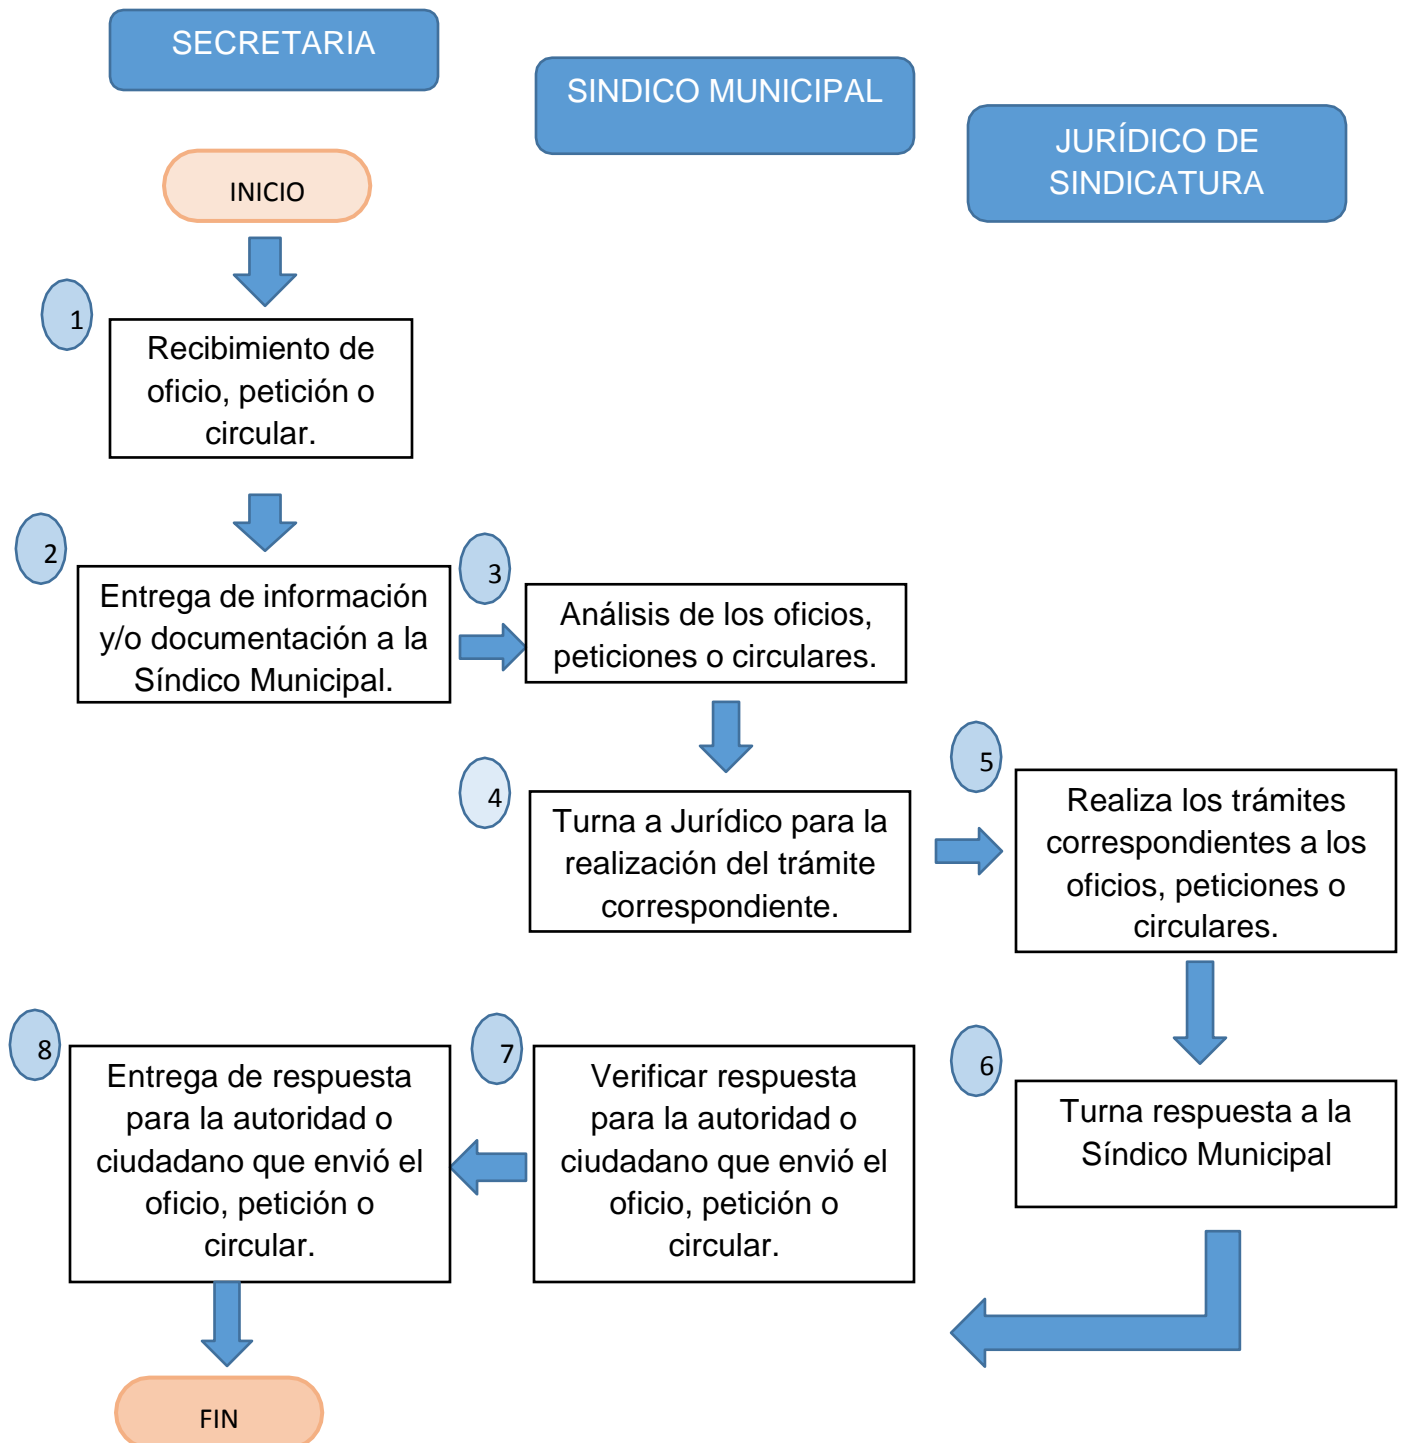 SECRETARIA
SINDICO MUNICIPAL
JURÍDICO DE
SINDICATURA
INICIO
1
Recibimiento de
oficio, petición o
circular.
2
Entrega de información
y/o documentación a la
Síndico Municipal.
3
Análisis de los oficios,
peticiones o circulares.
4
Turna a Jurídico para la
realización del trámite
correspondiente.
5
Realiza los trámites
correspondientes a los
oficios, peticiones o
circulares.
6
Turna respuesta a la
Síndico Municipal
7
Verificar respuesta
para la autoridad o
ciudadano que envió el
oficio, petición o
circular.
8
Entrega de respuesta
para la autoridad o
ciudadano que envió el
oficio, petición o
circular.
FIN